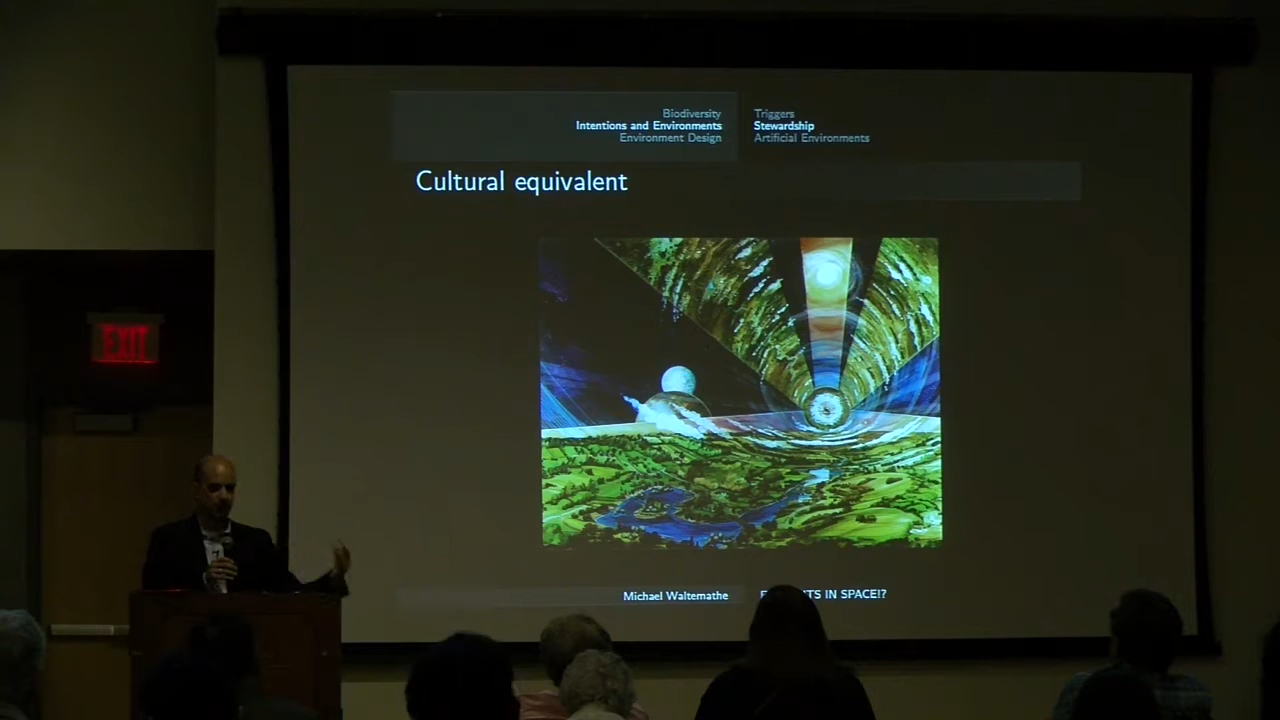 Biodiversity
Intentions and Environments
Environment Design
Triggers
Stewardship
Artificial Environments
Cultural equivalent
EXIT
Michael Waltemathe
IN SPACE!?